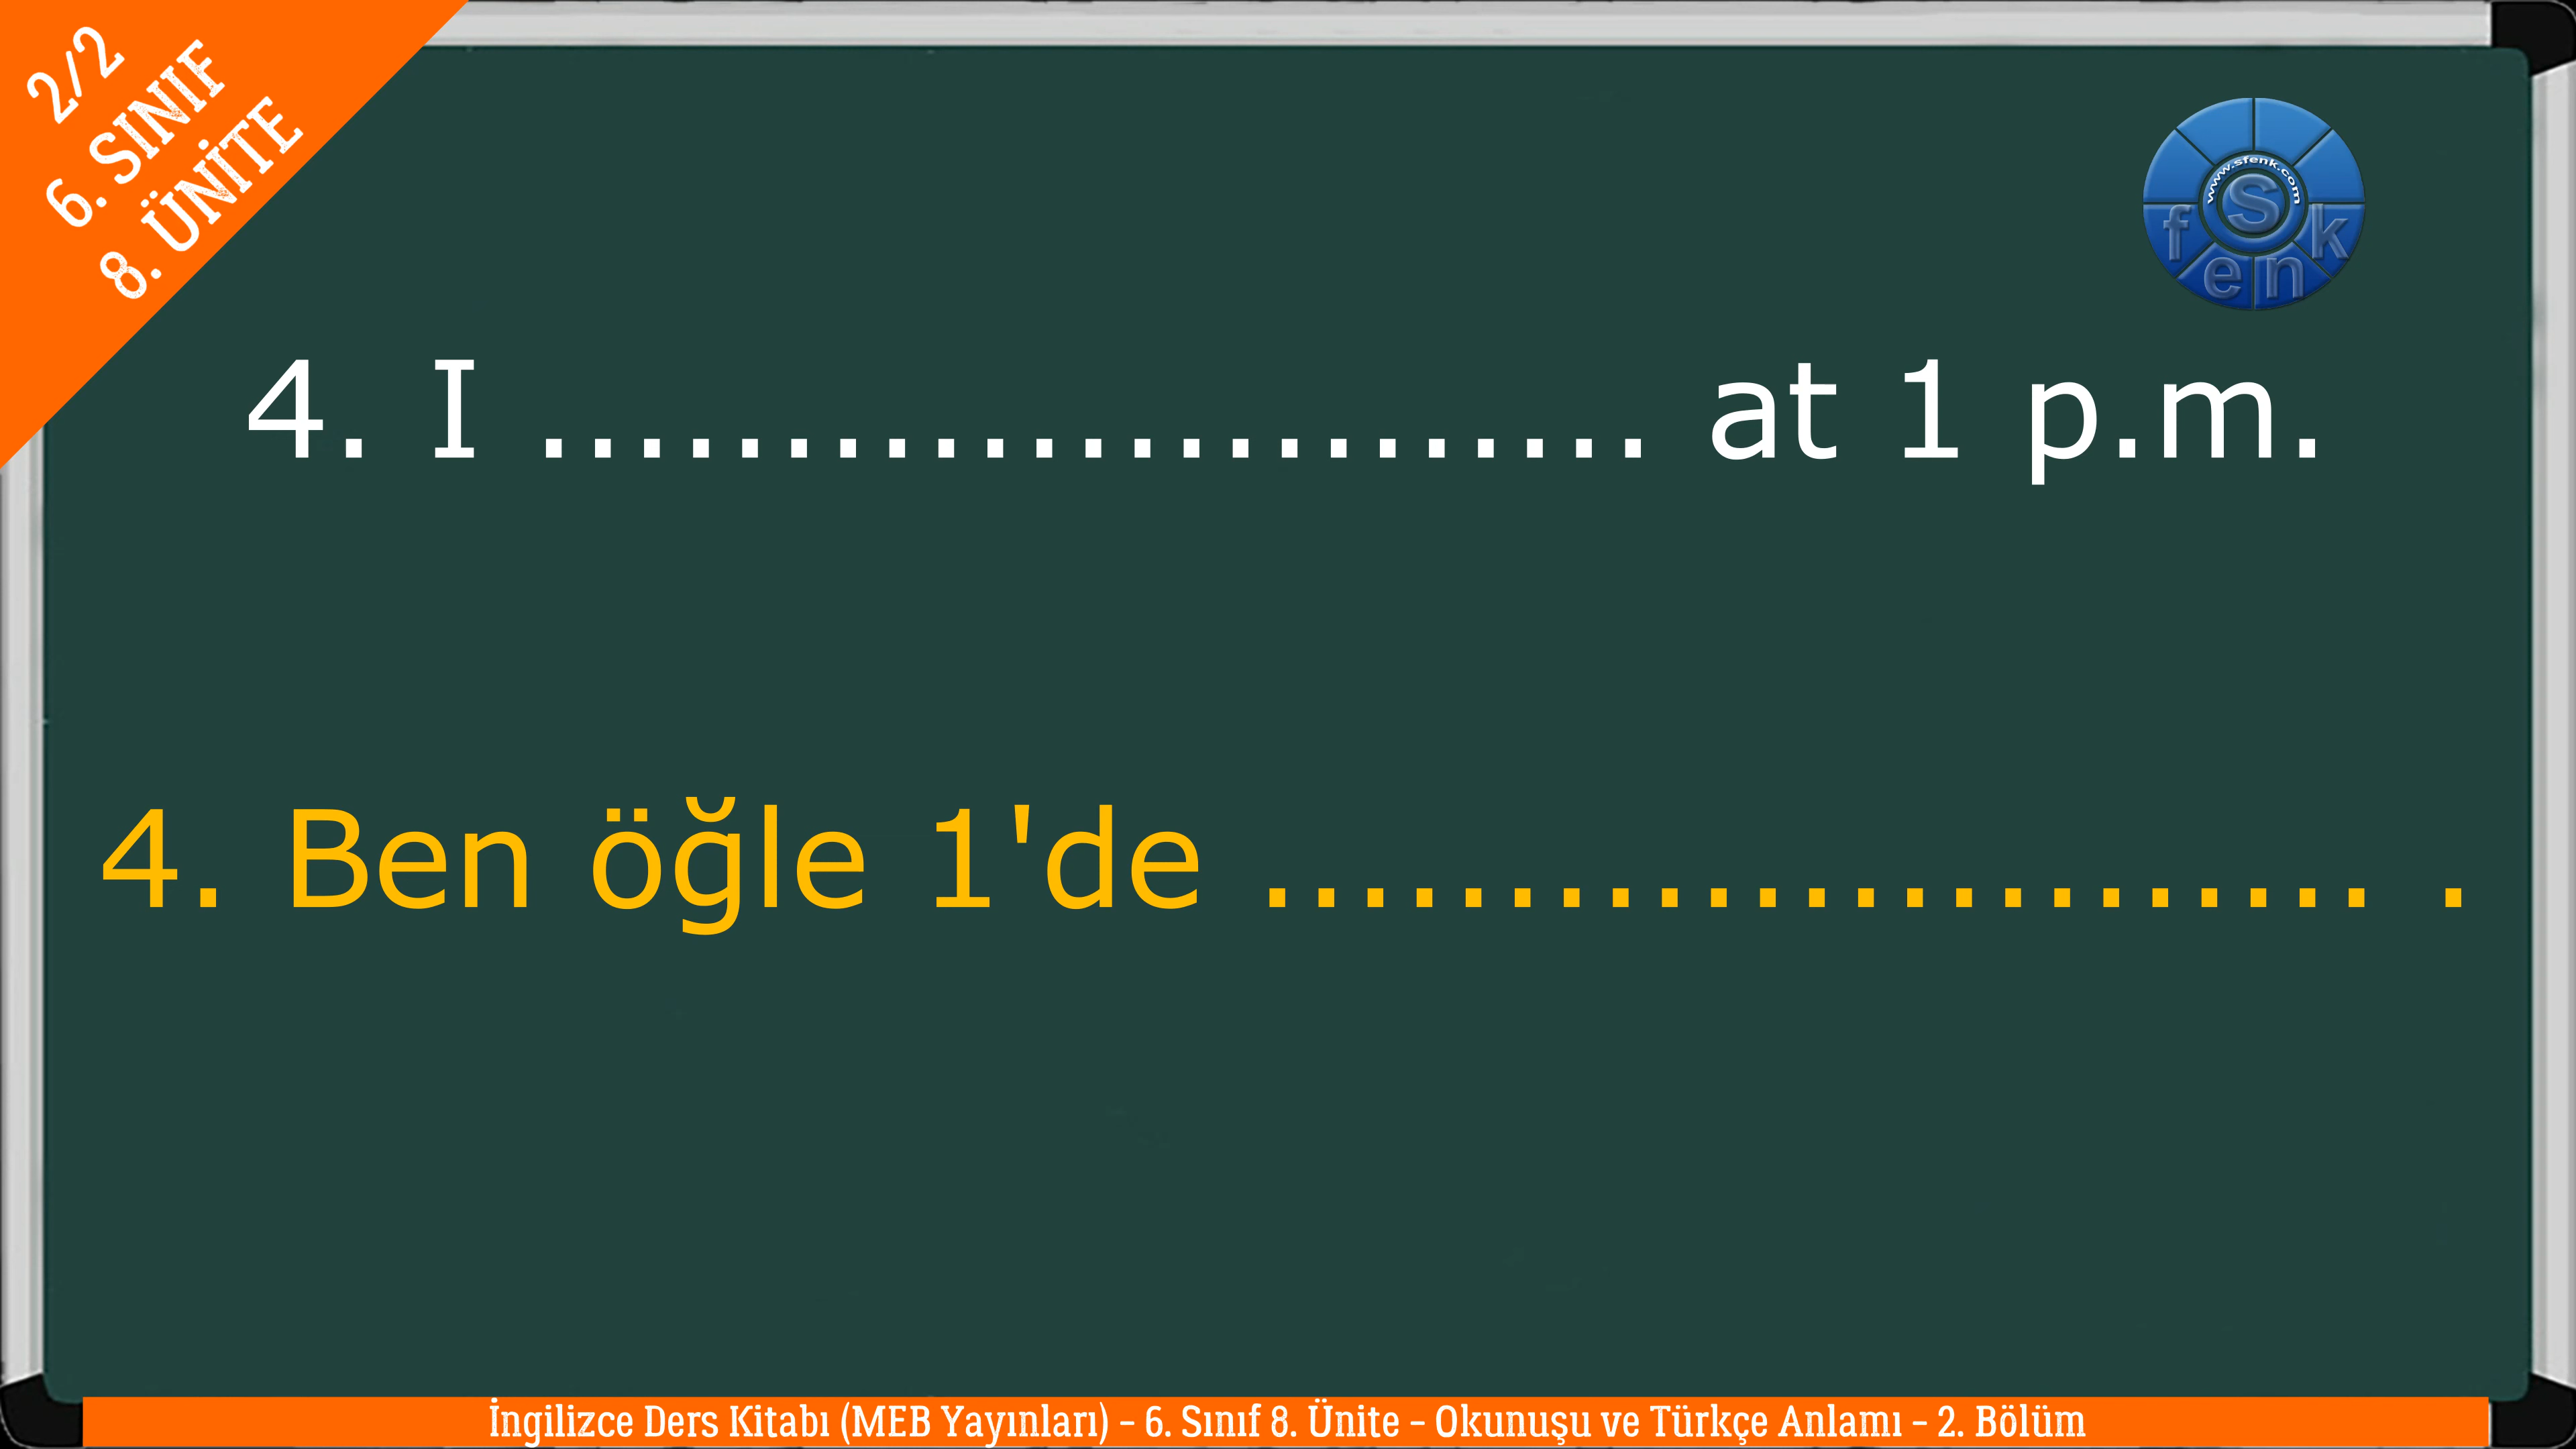 2/2
6. SINIF
8. ÜNİTE
www.sfenk.com
S
f e n k
4. I ....................... at 1 p.m.
4. Ben öğle 1'de ....................... .
İngilizce Ders Kitabı (MEB Yayınları) – 6. Sınıf 8. Ünite – Okunuşu ve Türkçe Anlamı – 2. Bölüm